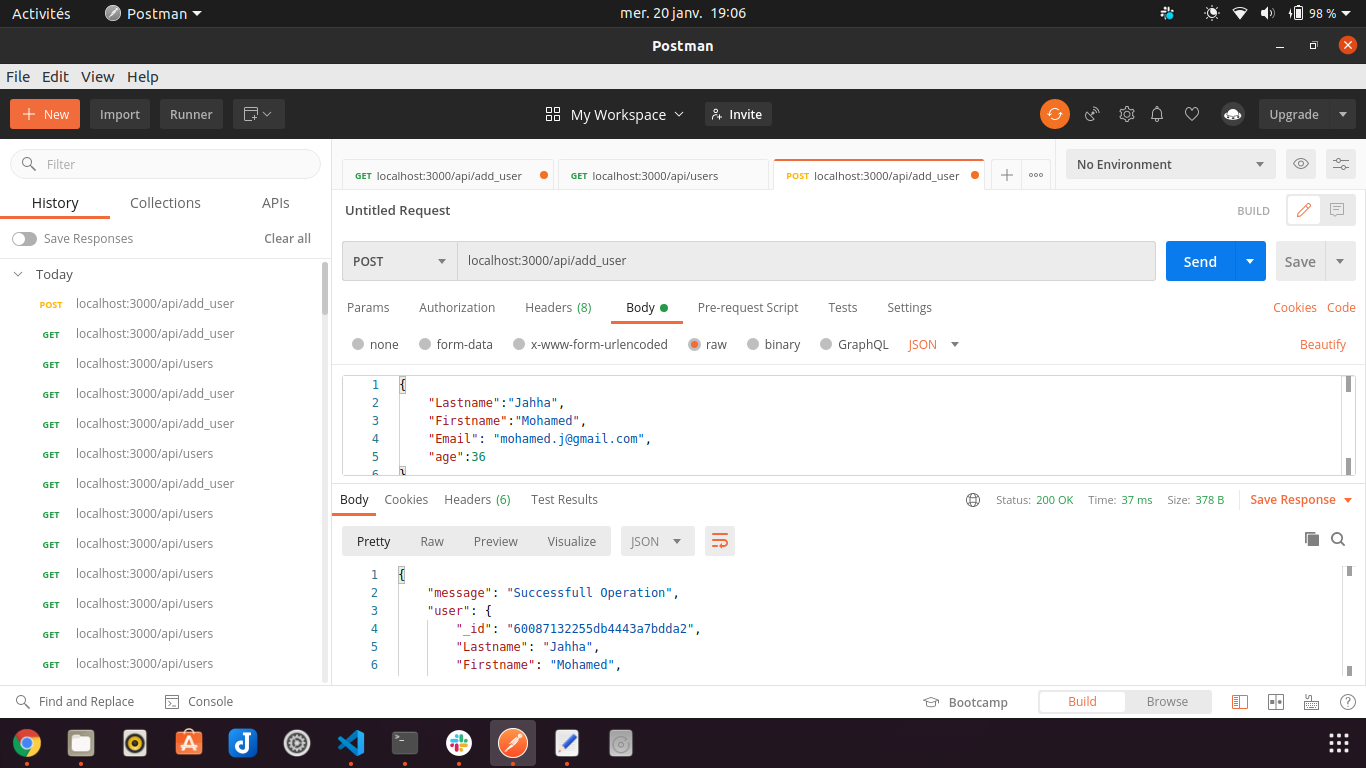 Activités Postman mer. 20 janv. 19:06 98 %
Postman
File Edit View Help
New Import Runner My Workspace Invite Upgrade
Filter
GET localhost:3000/api/add_user GET localhost:3000/api/users POST localhost:3000/api/add_user No Environment
History Collections APIs
Untitled Request BUILD
Save Responses Clear all
POST localhost:3000/api/add_user Send Save
Today
POST localhost:3000/api/add_user
GET localhost:3000/api/add_user
GET localhost:3000/api/users
GET localhost:3000/api/add_user
GET localhost:3000/api/add_user
GET localhost:3000/api/users
GET localhost:3000/api/add_user
GET localhost:3000/api/users
GET localhost:3000/api/users
GET localhost:3000/api/users
GET localhost:3000/api/users
GET localhost:3000/api/users
GET localhost:3000/api/users
Params Authorization Headers (8) Body Pre-request Script Tests Settings Cookies Code
none form-data x-www-form-urlencoded raw binary GraphQL JSON Beautify
1 {
2 "Lastname":"Jahha",
3 "Firstname":"Mohamed",
4 "Email": "mohamed.j@gmail.com",
5 "age":36
6 }
Body Cookies Headers (6) Test Results Status: 200 OK Time: 37 ms Size: 378 B Save Response
Pretty Raw Preview Visualize JSON
1 {
2 "message": "Successfull Operation",
3 "user": {
4 "_id": "60087132255db4443a7bdda2",
5 "Lastname": "Jahha",
6 "Firstname": "Mohamed",
Find and Replace Console Bootcamp Build Browse